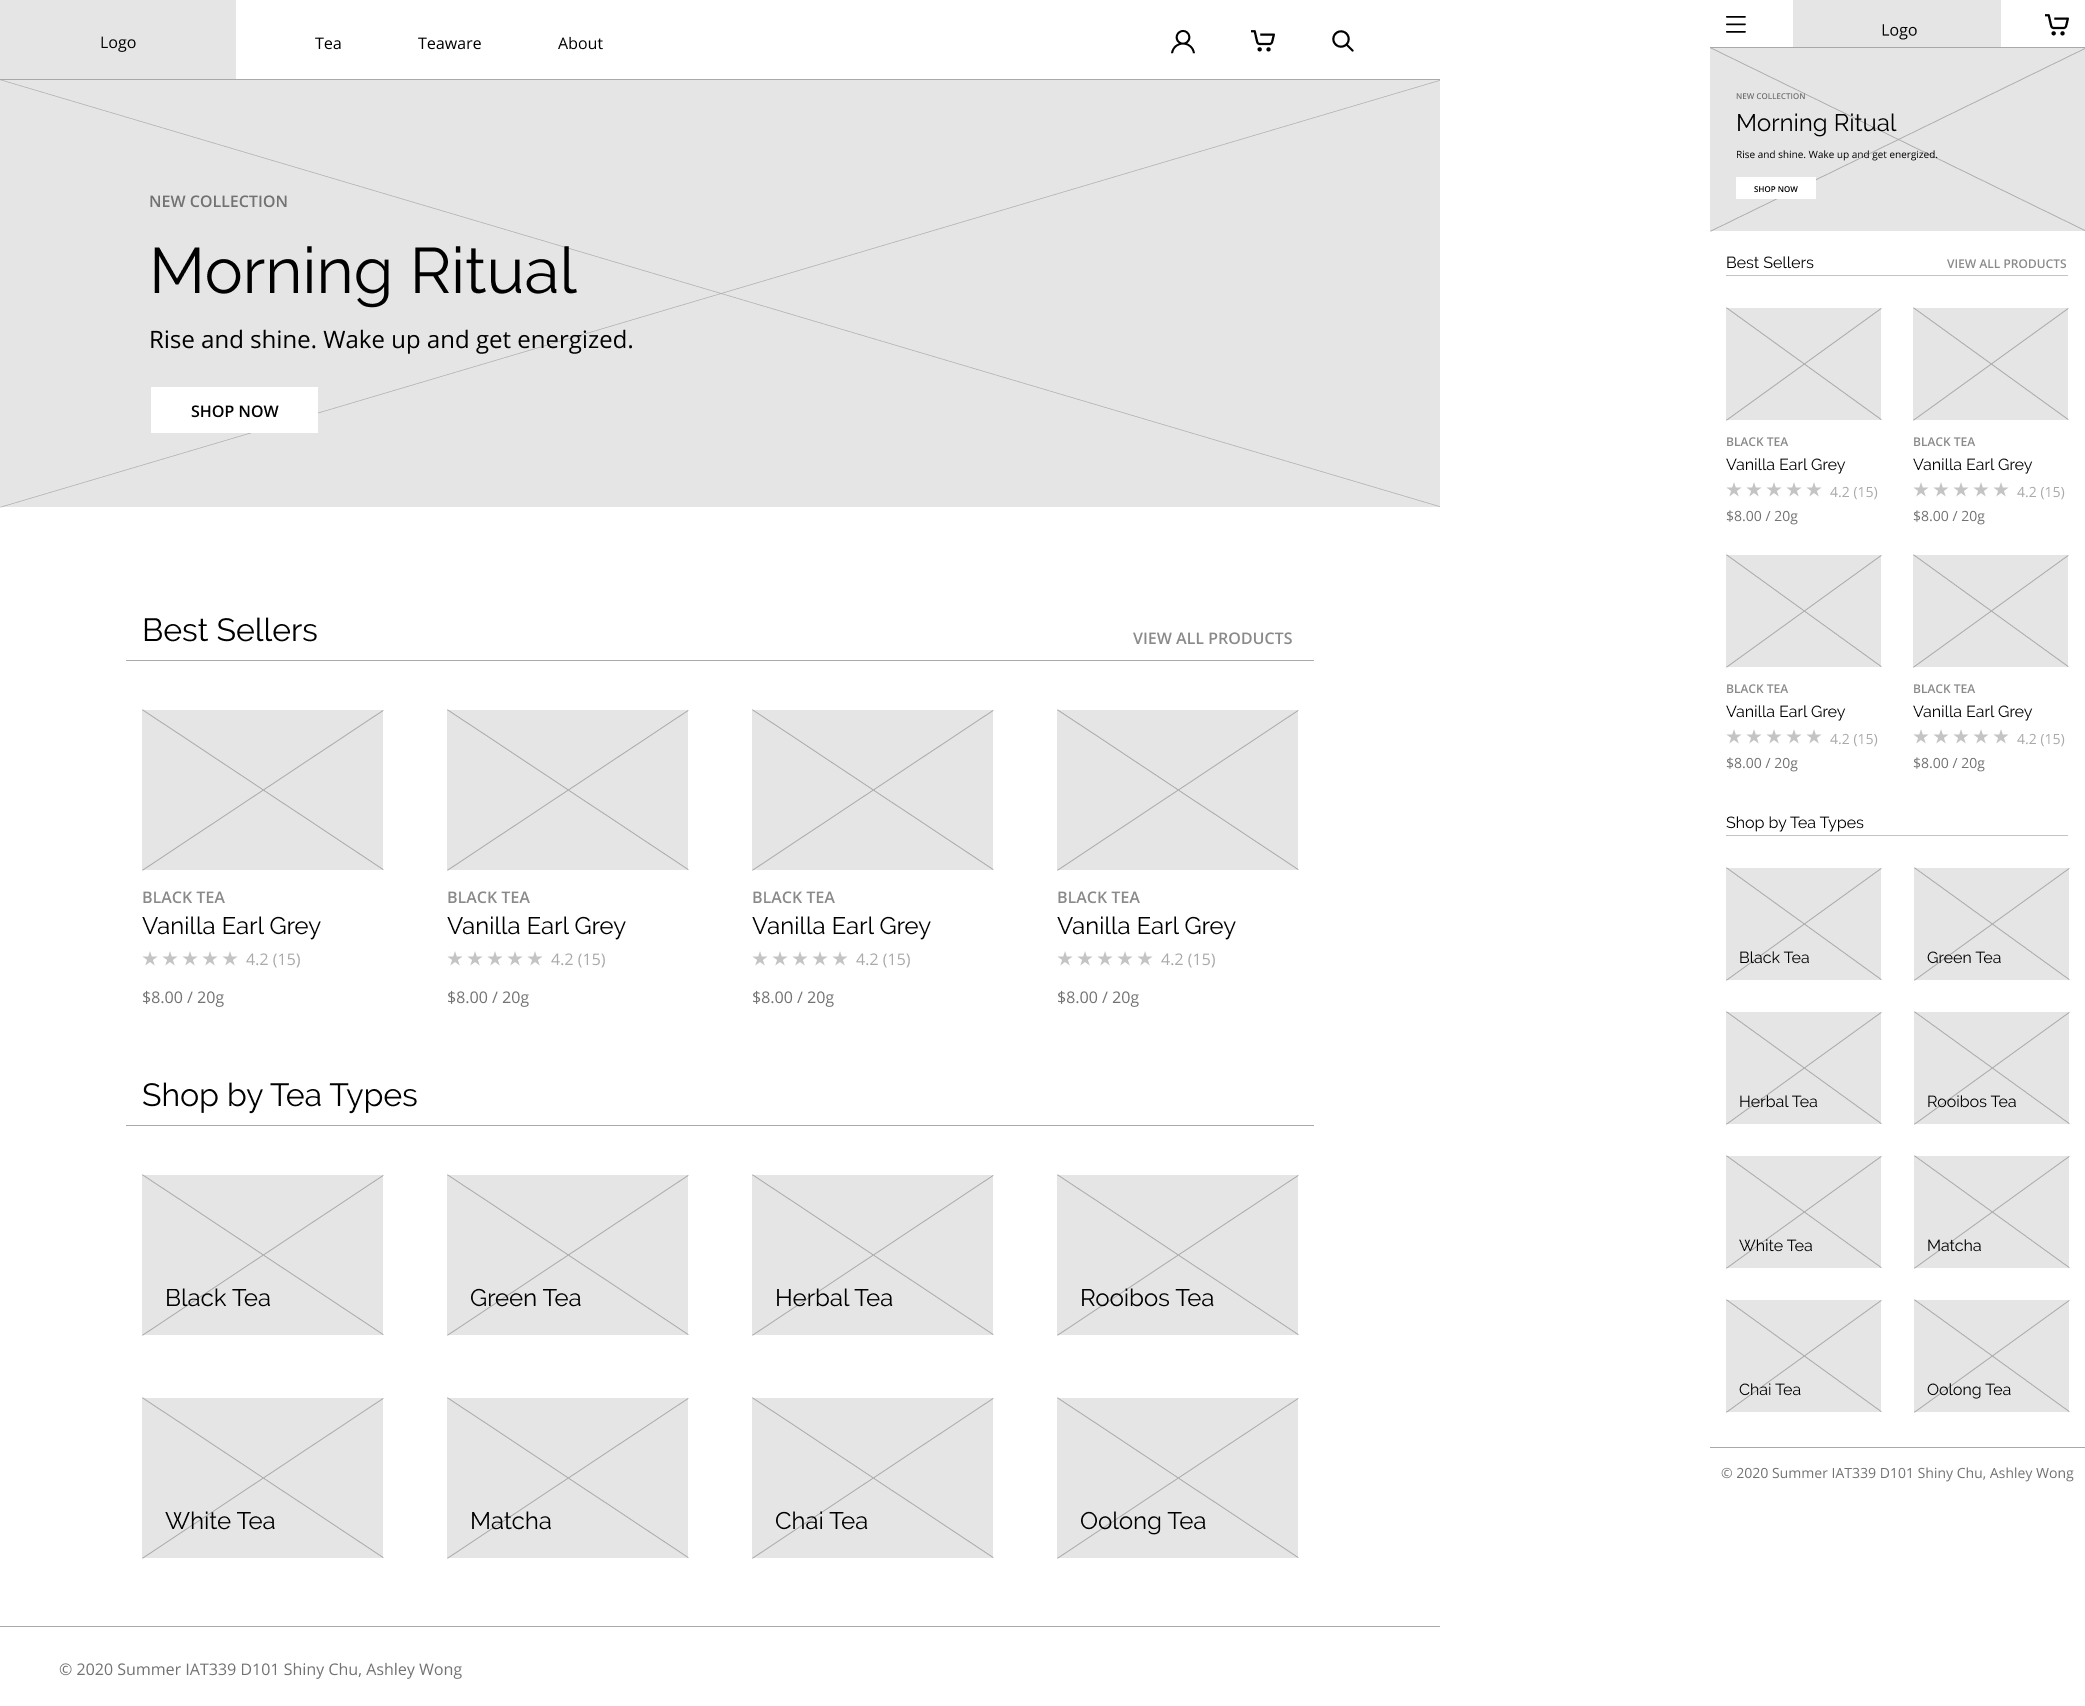 Logo
Tea Teaware About
NEW COLLECTION
Morning Ritual
Rise and shine. Wake up and get energized.
SHOP NOW
Best Sellers VIEW ALL PRODUCTS
BLACK TEA BLACK TEA BLACK TEA BLACK TEA
Vanilla Earl Grey Vanilla Earl Grey Vanilla Earl Grey Vanilla Earl Grey
★★★★★ 4.2 (15) ★★★★★ 4.2 (15) ★★★★★ 4.2 (15) ★★★★★ 4.2 (15)
$8.00 / 20g $8.00 / 20g $8.00 / 20g $8.00 / 20g
Shop by Tea Types
Black Tea Green Tea Herbal Tea Rooibos Tea
White Tea Matcha Chai Tea Oolong Tea
© 2020 Summer IAT339 D101 Shiny Chu, Ashley Wong
Logo
NEW COLLECTION
Morning Ritual
Rise and shine. Wake up and get energized.
SHOP NOW
Best Sellers VIEW ALL PRODUCTS
BLACK TEA BLACK TEA
Vanilla Earl Grey Vanilla Earl Grey
★★★★★ 4.2 (15) ★★★★★ 4.2 (15)
$8.00 / 20g $8.00 / 20g
BLACK TEA BLACK TEA
Vanilla Earl Grey Vanilla Earl Grey
★★★★★ 4.2 (15) ★★★★★ 4.2 (15)
$8.00 / 20g $8.00 / 20g
Shop by Tea Types
Black Tea Green Tea
Herbal Tea Rooibos Tea
White Tea Matcha
Chai Tea Oolong Tea
© 2020 Summer IAT339 D101 Shiny Chu, Ashley Wong